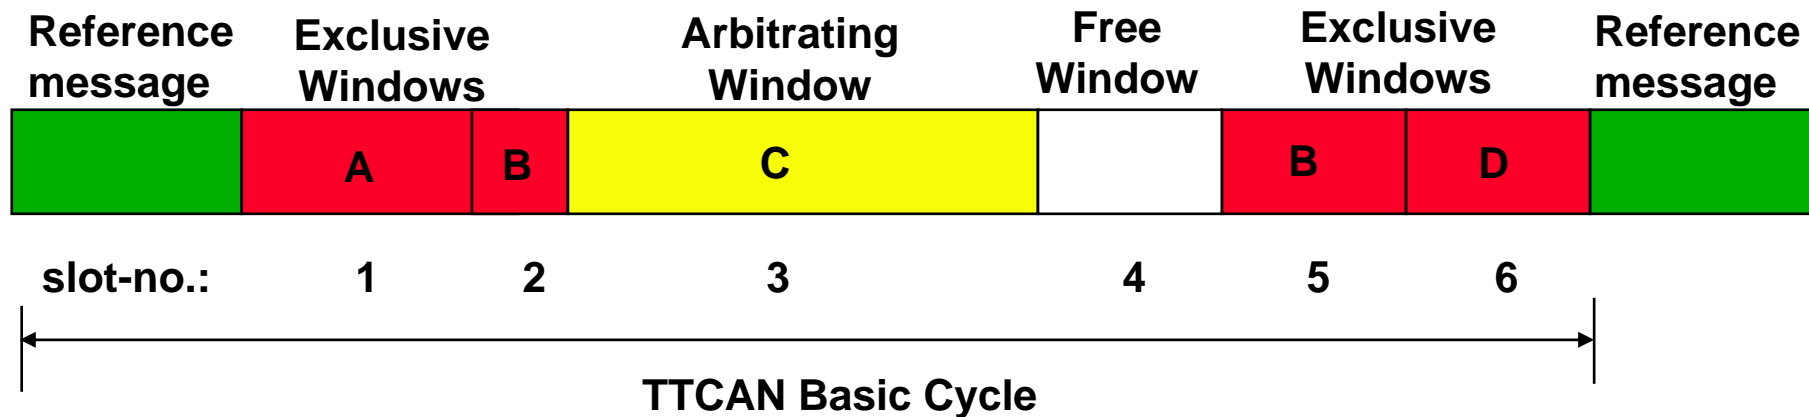 Reference message
Exclusive Windows
Arbitrating Window
Free Window
Exclusive Windows
Reference message
A B C B D
slot-no.: 1 2 3 4 5 6
TTCAN Basic Cycle